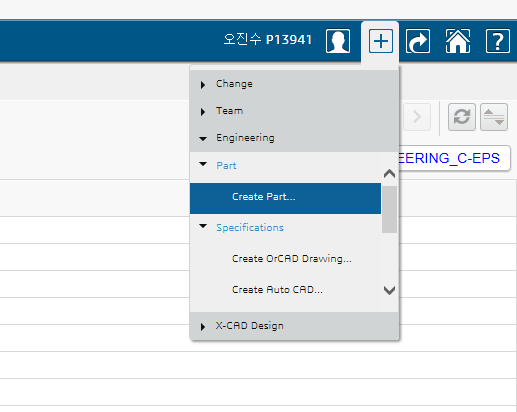 오진수 P13941
Change
Team
Engineering
EERING_C-EPS
Part
Create Part...
Specifications
Create OrCAD Drawing...
Create Auto CAD...
X-CAD Design